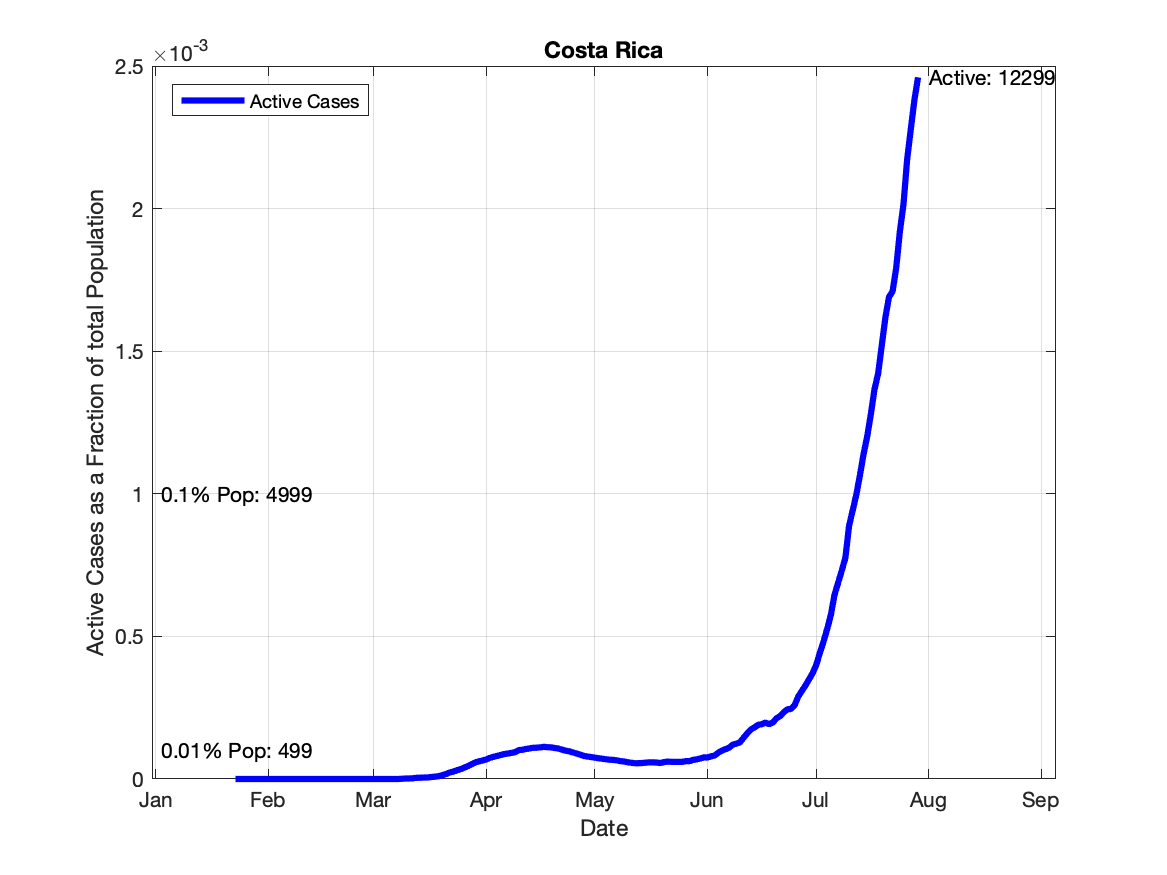 Costa Rica
×10-3
2.5
2
1.5
1
0.5
0
Active Cases as a Fraction of total Population
Active Cases
Active: 12299
0.1% Pop: 4999
0.01% Pop: 499
Jan Feb Mar Apr May Jun Jul Aug Sep
Date